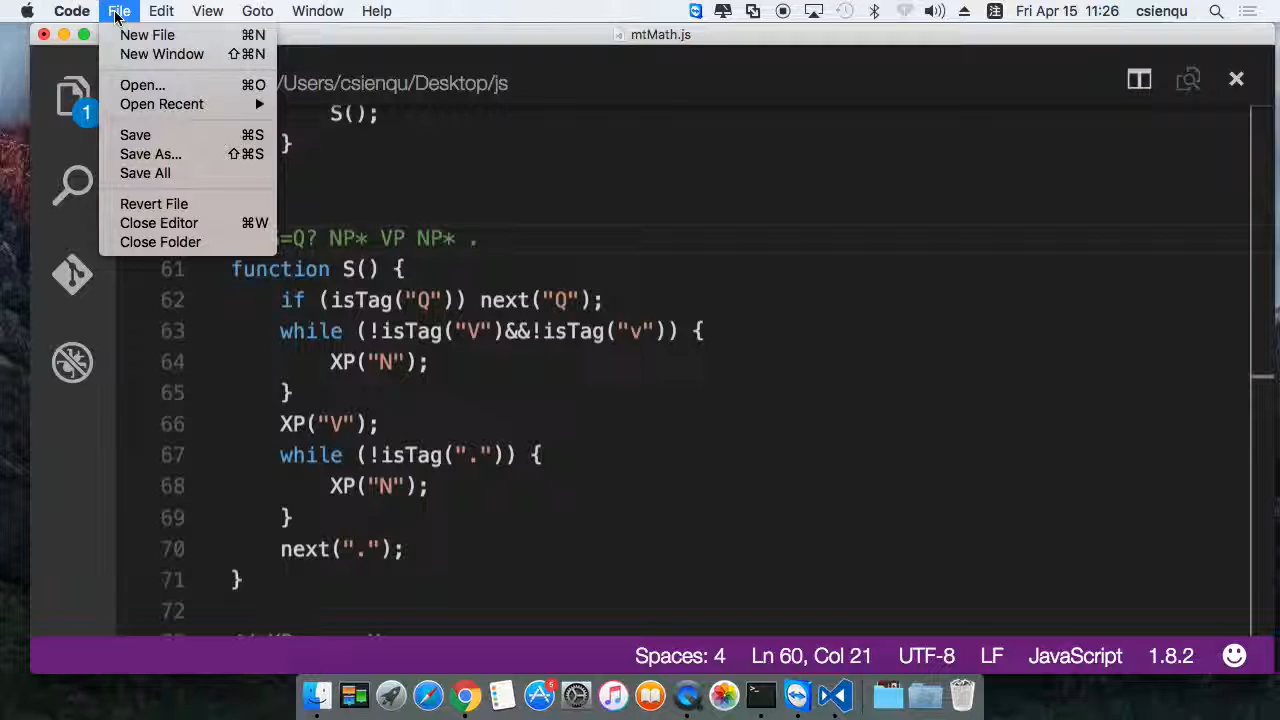 Code File Edit View Goto Window Help 注 Fri Apr 15 11:26 csienqu
New File ⌘N
New Window ⇧⌘N
Open... ⌘O
Open Recent ▶
Save ⌘S
Save As... ⇧⌘S
Save All
Revert File
Close Editor ⌘W
Close Folder
mtMath.js
/Users/csienqu/Desktop/js
1
S();
}
=Q? NP* VP NP* .
61 function S() {
62 if (isTag("Q")) next("Q");
63 while (!isTag("V")&&!isTag("v")) {
64 XP("N");
65 }
66 XP("V");
67 while (!isTag(".")) {
68 XP("N");
69 }
70 next(".");
71 }
72
Spaces: 4 Ln 60, Col 21 UTF-8 LF JavaScript 1.8.2
6